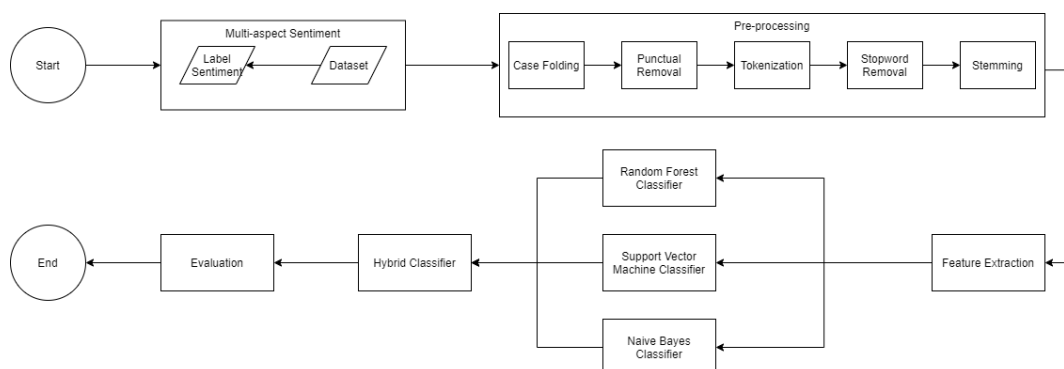 Multi-aspect Sentiment
Pre-processing
Start
Label
Sentiment
Dataset
Case Folding
Punctual
Removal
Tokenization
Stopword
Removal
Stemming
Random Forest
Classifier
End
Evaluation
Hybrid Classifier
Support Vector
Machine Classifier
Feature Extraction
Naive Bayes
Classifier